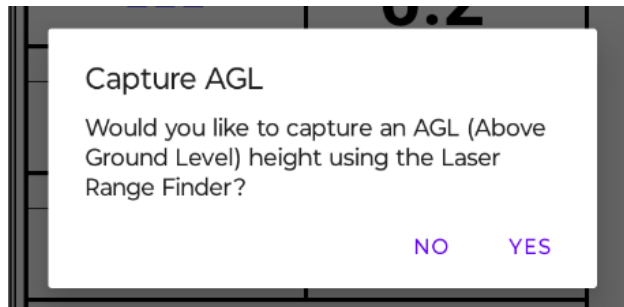 Capture AGL
Would you like to capture an AGL (Above
Ground Level) height using the Laser
Range Finder?
NO YES